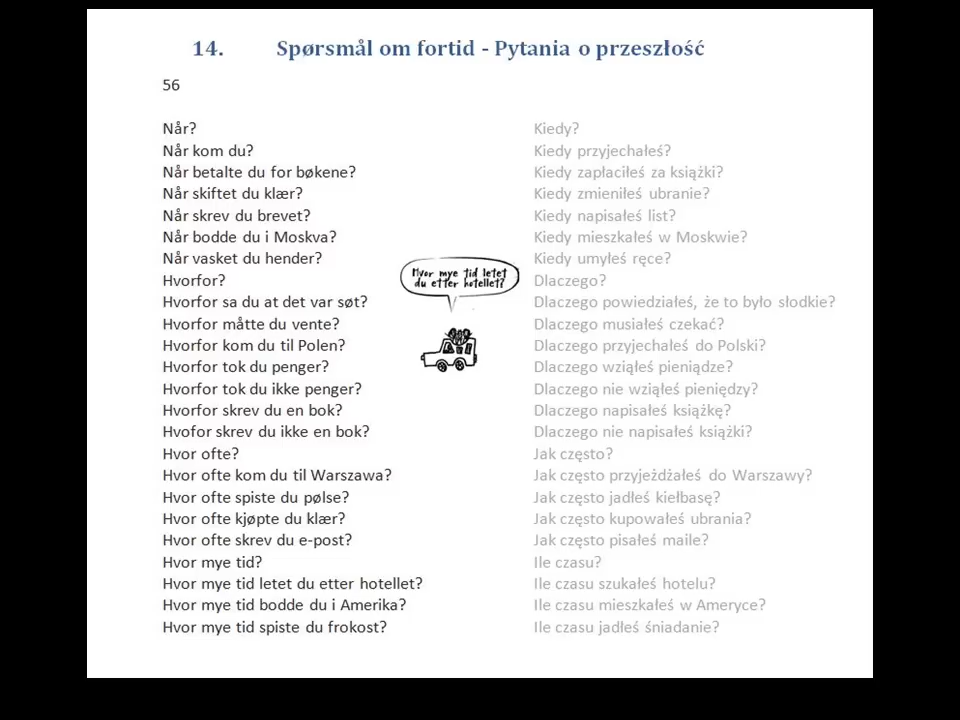 14. Spørsmål om fortid - Pytania o przeszłość
56
Når? Kiedy?
Når kom du? Kiedy przyjechałeś?
Når betalte du for bøkene? Kiedy zapłaciłeś za książki?
Når skiftet du klær? Kiedy zmieniłeś ubranie?
Når skrev du brevet? Kiedy napisałeś list?
Når bodde du i Moskva? Kiedy mieszkałeś w Moskwie?
Når vasket du hender? Kiedy umyłeś ręce?
Hvor mye tid letet
du etter hotellet?
Hvorfor? Dlaczego?
Hvorfor sa du at det var søt? Dlaczego powiedziałeś, że to było słodkie?
Hvorfor måtte du vente? Dlaczego musiałeś czekać?
Hvorfor kom du til Polen? Dlaczego przyjechałeś do Polski?
Hvorfor tok du penger? Dlaczego wziąłeś pieniądze?
Hvorfor tok du ikke penger? Dlaczego nie wziąłeś pieniędzy?
Hvorfor skrev du en bok? Dlaczego napisałeś książkę?
Hvofor skrev du ikke en bok? Dlaczego nie napisałeś książki?
Hvor ofte? Jak często?
Hvor ofte kom du til Warszawa? Jak często przyjeżdżałeś do Warszawy?
Hvor ofte spiste du pølse? Jak często jadłeś kiełbasę?
Hvor ofte kjøpte du klær? Jak często kupowałeś ubrania?
Hvor ofte skrev du e-post? Jak często pisałeś maile?
Hvor mye tid? Ile czasu?
Hvor mye tid letet du etter hotellet? Ile czasu szukałeś hotelu?
Hvor mye tid bodde du i Amerika? Ile czasu mieszkałeś w Ameryce?
Hvor mye tid spiste du frokost? Ile czasu jadłeś śniadanie?